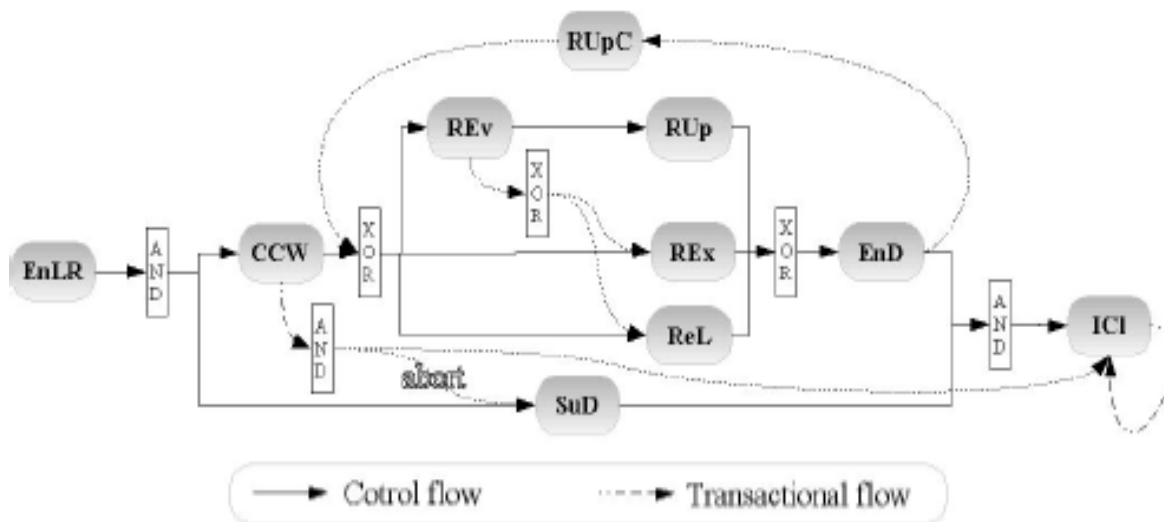 RUpC
REv
RUp
XOR
EnLR
AND
CCW
XOR
REx
XOR
EnD
AND
ReL
AND
ICl
abort
SuD
Cotrol flow
Transactional flow